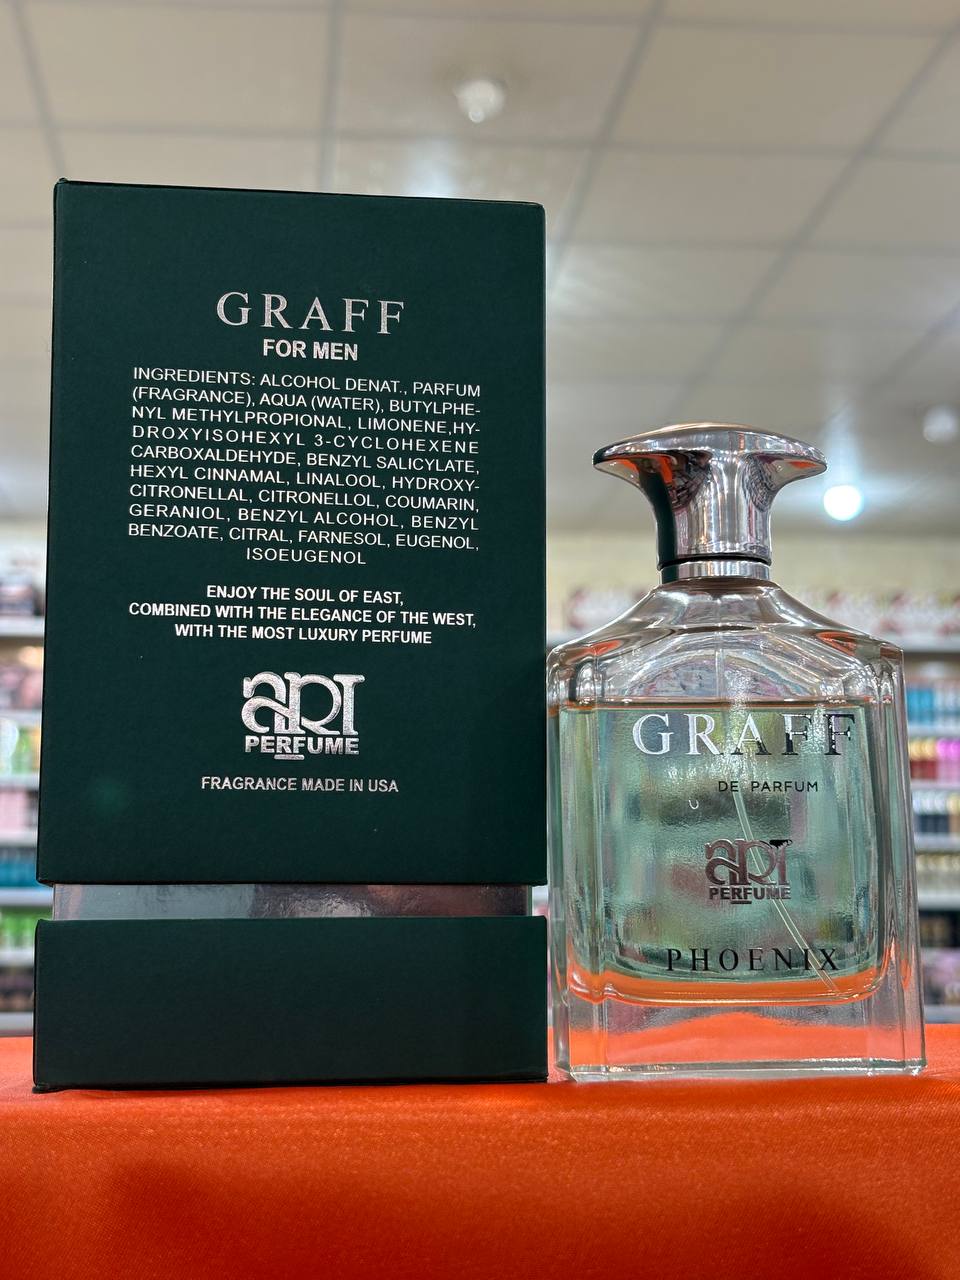 GRAFF
FOR MEN
INGREDIENTS: ALCOHOL DENAT., PARFUM
(FRAGRANCE), AQUA (WATER), BUTYLPHE-
NYL METHYLPROPIONAL, LIMONENE,HY-
DROXYISOHEXYL 3-CYCLOHEXENE
CARBOXALDEHYDE, BENZYL SALICYLATE,
HEXYL CINNAMAL, LINALOOL, HYDROXY-
CITRONELLAL, CITRONELLOL, COUMARIN,
GERANIOL, BENZYL ALCOHOL, BENZYL
BENZOATE, CITRAL, FARNESOL, EUGENOL,
ISOEUGENOL
ENJOY THE SOUL OF EAST,
COMBINED WITH THE ELEGANCE OF THE WEST,
WITH THE MOST LUXURY PERFUME
ART
PERFUME
FRAGRANCE MADE IN USA
GRAFF
DE PARFUM
ART
PERFUME
PHOENIX